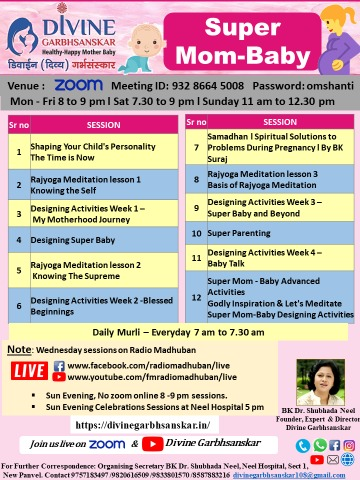 DIVINE
GARBHSANSKAR
Healthy-Happy Mother Baby
डिवाईन (दिव्य) गर्भसंस्कार
Super
Mom-Baby
Venue : zoom Meeting ID: 932 8664 5008 Password: omshanti
Mon - Fri 8 to 9 pm l Sat 7.30 to 9 pm l Sunday 11 am to 12.30 pm
Sr no SESSION
1 Shaping Your Child's Personality
The Time is Now
2 Rajyoga Meditation lesson 1
Knowing the Self
3 Designing Activities Week 1 –
My Motherhood Journey
4 Designing Super Baby
5 Rajyoga Meditation lesson 2
Knowing The Supreme
6 Designing Activities Week 2 -Blessed
Beginnings
Sr no SESSION
7 Samadhan l Spiritual Solutions to
Problems During Pregnancy l By BK
Suraj
8 Rajyoga Meditation lesson 3
Basis of Rajyoga Meditation
9 Designing Activities Week 3 –
Super Baby and Beyond
10 Super Parenting
11 Designing Activities Week 4 –
Baby Talk
12 Super Mom - Baby Advanced
Activities
Godly Inspiration & Let's Meditate
Super Mom-Baby Designing Activities
Daily Murli – Everyday 7 am to 7.30 am
Note: Wednesday sessions on Radio Madhuban
LIVE www.facebook.com/radiomadhuban/live
www.youtube.com/fmradiomadhuban/live
Sun Evening, No zoom online 8 -9 pm sessions.
Sun Evening Celebrations Sessions at Neel Hospital 5 pm
https://divinegarbhsanskar.in/
Join us live on zoom & Divine Garbhsanskar
BK Dr. Shubhada Neel
Founder, Expert & Director
Divine Garbhsanskar
For Further Correspondence: Organising Secretary BK Dr. Shubhada Neel, Neel Hospital, Sect 1,
New Panvel. Contact 9757183497 /9820616509 /9833801570/ /8587883216 divinegarbhsanskar108@gmail.com